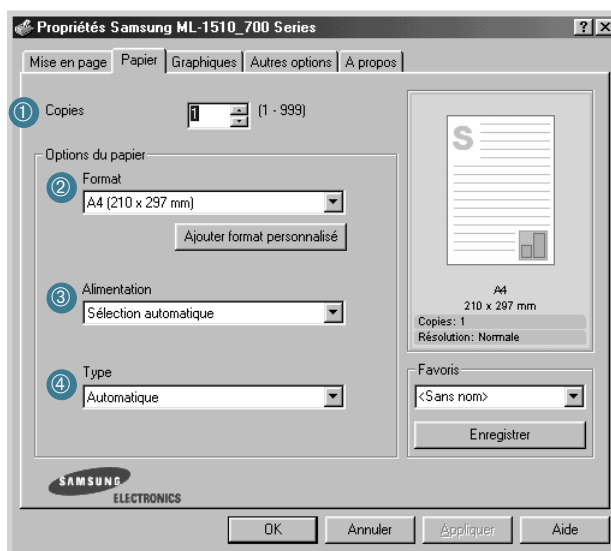 Propriétés Samsung ML-1510_700 Series
Mise en page Papier Graphiques Autres options A propos
1 Copies 1 (1 - 999)
Options du papier
2 Format
A4 (210 x 297 mm)
Ajouter format personnalisé
3 Alimentation
Sélection automatique
4 Type
Automatique
S
A4
210 x 297 mm
Copies: 1
Résolution: Normale
Favoris
<Sans nom>
Enregistrer
SAMSUNG
ELECTRONICS
OK Annuler Appliquer Aide